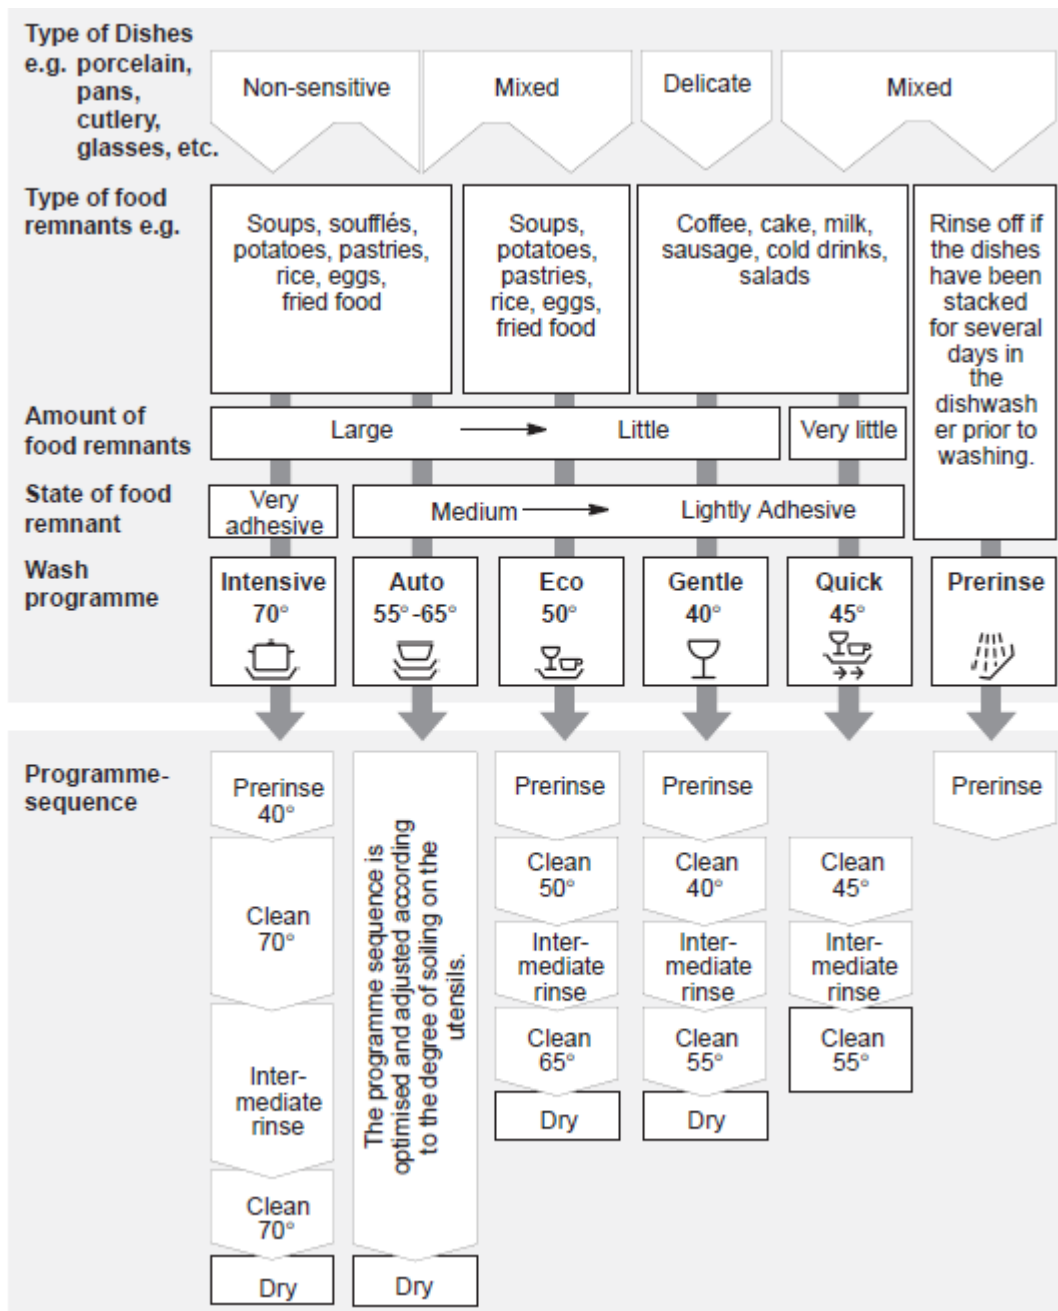 Type of Dishes
e.g. porcelain,
pans,
cutlery,
glasses, etc.
Non-sensitive
Mixed
Delicate
Mixed
Type of food
remnants e.g.
Soups, soufflés,
potatoes, pastries,
rice, eggs,
fried food
Soups,
potatoes,
pastries,
rice, eggs,
fried food
Coffee, cake, milk,
sausage, cold drinks,
salads
Rinse off if
the dishes
have been
stacked
for several
days in
the
dishwash
er prior to
washing.
Amount of
food remnants
Large
Little
Very little
State of food
remnant
Very
adhesive
Medium
Lightly Adhesive
Wash
programme
Intensive
70°
Auto
55°-65°
Eco
50°
Gentle
40°
Quick
45°
Prerinse
Programme-
sequence
Prerinse
40°
Clean
70°
Inter-
mediate
rinse
Clean
70°
Dry
The programme sequence is
optimised and adjusted according
to the degree of soiling on the
utensils.
Dry
Prerinse
Clean
50°
Inter-
mediate
rinse
Clean
65°
Dry
Prerinse
Clean
40°
Inter-
mediate
rinse
Clean
55°
Dry
Clean
45°
Inter-
mediate
rinse
Clean
55°
Prerinse